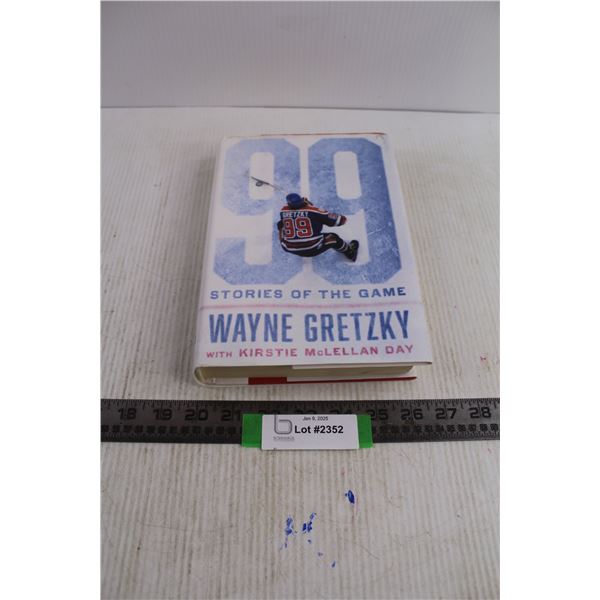 99
GRETZKY
99
STORIES OF THE GAME
WAYNE GRETZKY
WITH KIRSTIE McLELLAN DAY
18 19 20 21 25 26 27 28
Jan 9, 2025
Lot #2352